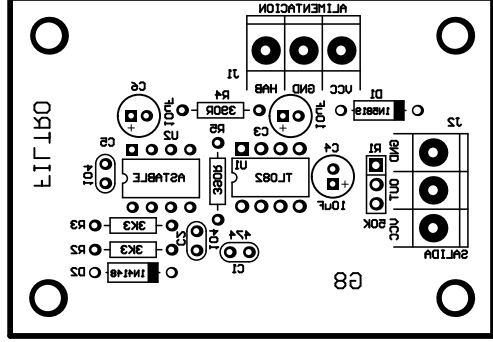 ALIMENTACION
J1
HAB
GND
VCC
C6
10uF
R4
390R
10uF
D1
1N5819
J2
FILTRO
C5
104
U2
ASTABLE
R5
390R
C3
U1
TL082
C4
10uF
R1
50K
GND
OUT
VCC
SALIDA
R3
3K3
R2
3K3
D2
1N4148
C2
104
474
C1
G8